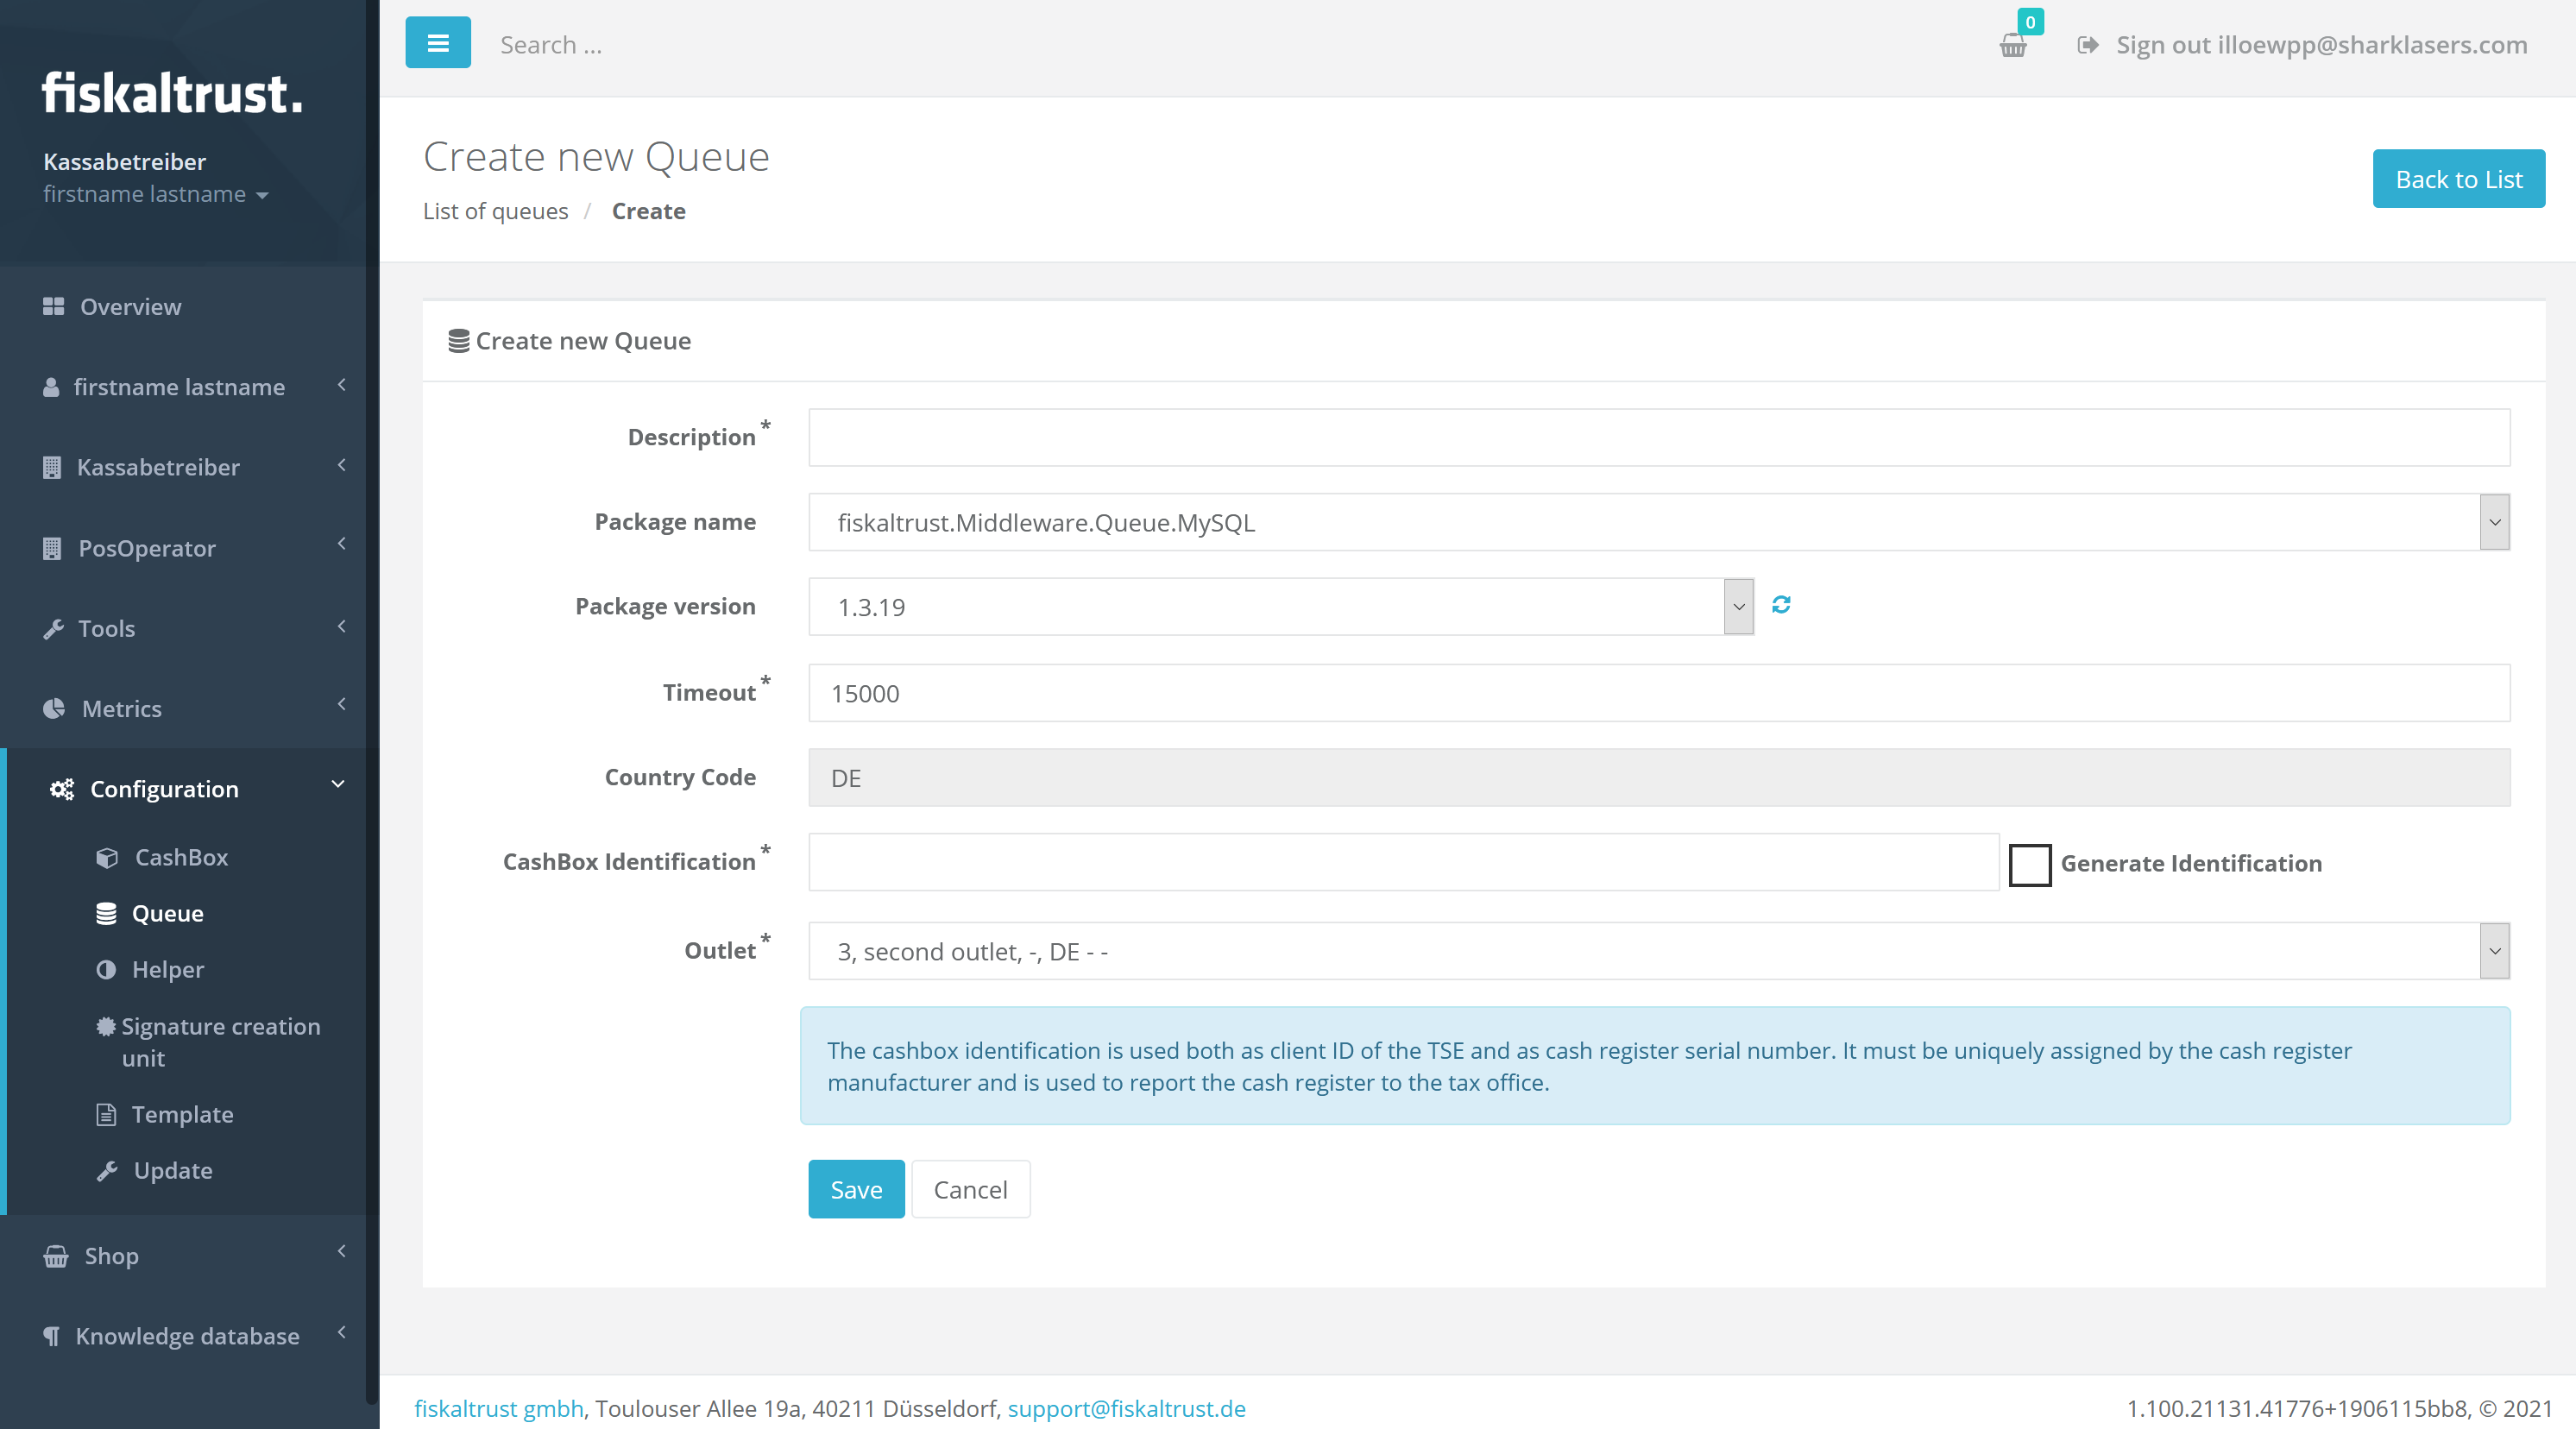 fiskaltrust.
Kassabetreiber
firstname lastname
Overview
firstname lastname
Kassabetreiber
PosOperator
Tools
Metrics
Configuration
CashBox
Queue
Helper
Signature creation
unit
Template
Update
Shop
Knowledge database
Search ...
0
Sign out illoewpp@sharklasers.com
Create new Queue
List of queues / Create
Back to List
Create new Queue
Description *
Package name fiskaltrust.Middleware.Queue.MySQL
Package version 1.3.19
Timeout * 15000
Country Code DE
CashBox Identification * Generate Identification
Outlet * 3, second outlet, -, DE - -
The cashbox identification is used both as client ID of the TSE and as cash register serial number. It must be uniquely assigned by the cash register
manufacturer and is used to report the cash register to the tax office.
Save Cancel
fiskaltrust gmbh, Toulouser Allee 19a, 40211 Düsseldorf, support@fiskaltrust.de
1.100.21131.41776+1906115bb8, © 2021